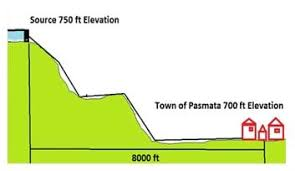 Source 750 ft Elevation
Town of Pasmata 700 ft Elevation
8000 ft